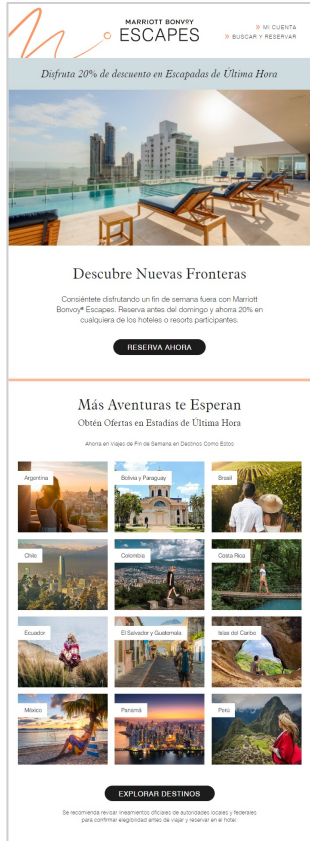 MARRIOTT BONVOY
ESCAPES
» MI CUENTA
» BUSCAR Y RESERVAR
Disfruta 20% de descuento en Escapadas de Última Hora
Descubre Nuevas Fronteras
Consiéntete disfrutando un fin de semana fuera con Marriott
Bonvoy® Escapes. Reserva antes del domingo y ahorra 20% en
cualquiera de los hoteles o resorts participantes.
RESERVA AHORA
Más Aventuras te Esperan
Obtén Ofertas en Estadías de Última Hora
Ahorra en Viajes de Fin de Semana en Destinos Como Estos
Argentina
Bolivia y Paraguay
Brasil
Chile
Colombia
Costa Rica
Ecuador
El Salvador y Guatemala
Islas del Caribe
México
Panamá
Perú
EXPLORAR DESTINOS
Se recomienda revisar lineamientos oficiales de autoridades locales y federales
para confirmar elegibilidad antes de viajar y reservar en el hotel.